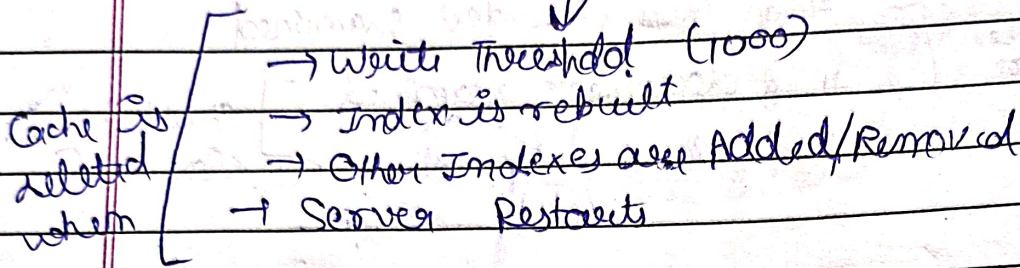 → Write Threshold (1000)
Cache is → Index is rebuilt
deleted → Other Indexes are Added/Removed
when → Server Restarts